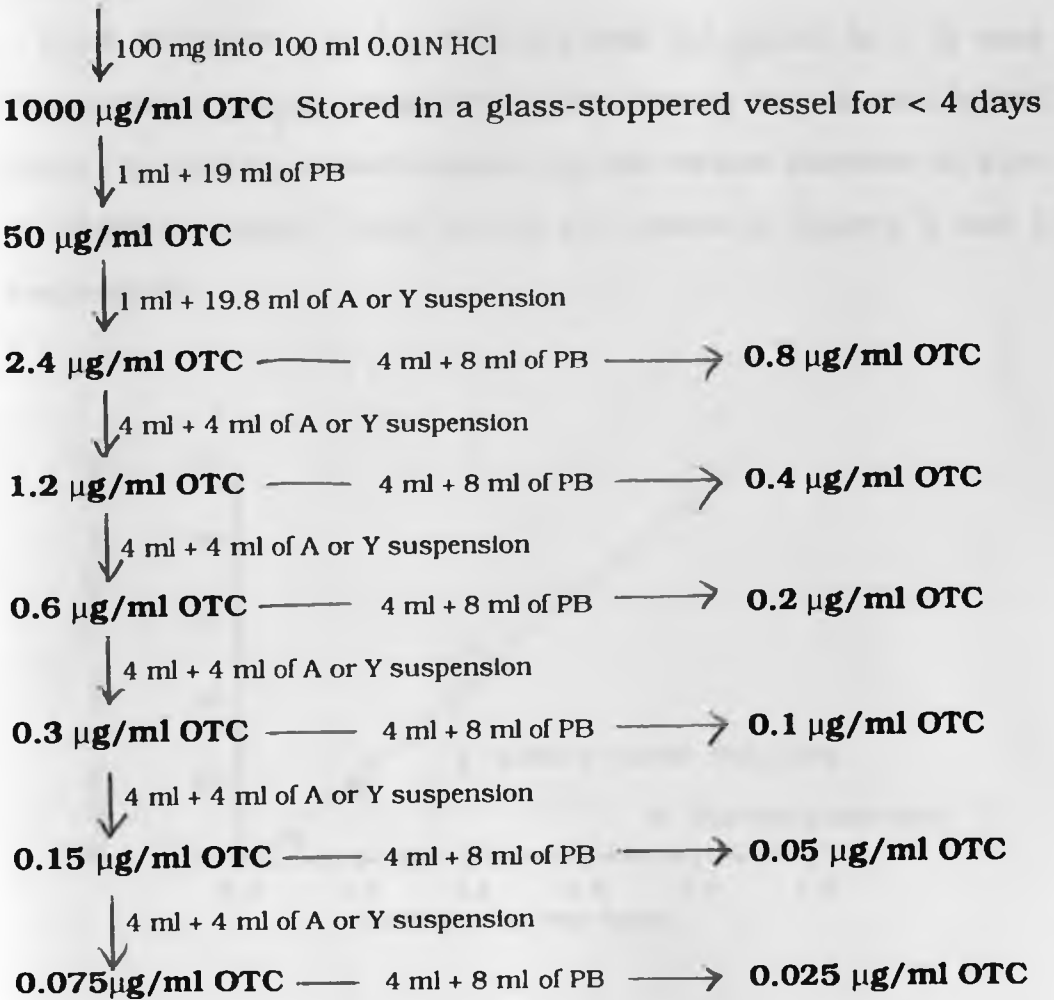 100 mg into 100 ml 0.01N HCl
1000 µg/ml OTC Stored in a glass-stoppered vessel for < 4 days
1 ml + 19 ml of PB
50 µg/ml OTC
1 ml + 19.8 ml of A or Y suspension
2.4 µg/ml OTC 4 ml + 8 ml of PB 0.8 µg/ml OTC
4 ml + 4 ml of A or Y suspension
1.2 µg/ml OTC 4 ml + 8 ml of PB 0.4 µg/ml OTC
4 ml + 4 ml of A or Y suspension
0.6 µg/ml OTC 4 ml + 8 ml of PB 0.2 µg/ml OTC
4 ml + 4 ml of A or Y suspension
0.3 µg/ml OTC 4 ml + 8 ml of PB 0.1 µg/ml OTC
4 ml + 4 ml of A or Y suspension
0.15 µg/ml OTC 4 ml + 8 ml of PB 0.05 µg/ml OTC
4 ml + 4 ml of A or Y suspension
0.075µg/ml OTC 4 ml + 8 ml of PB 0.025 µg/ml OTC